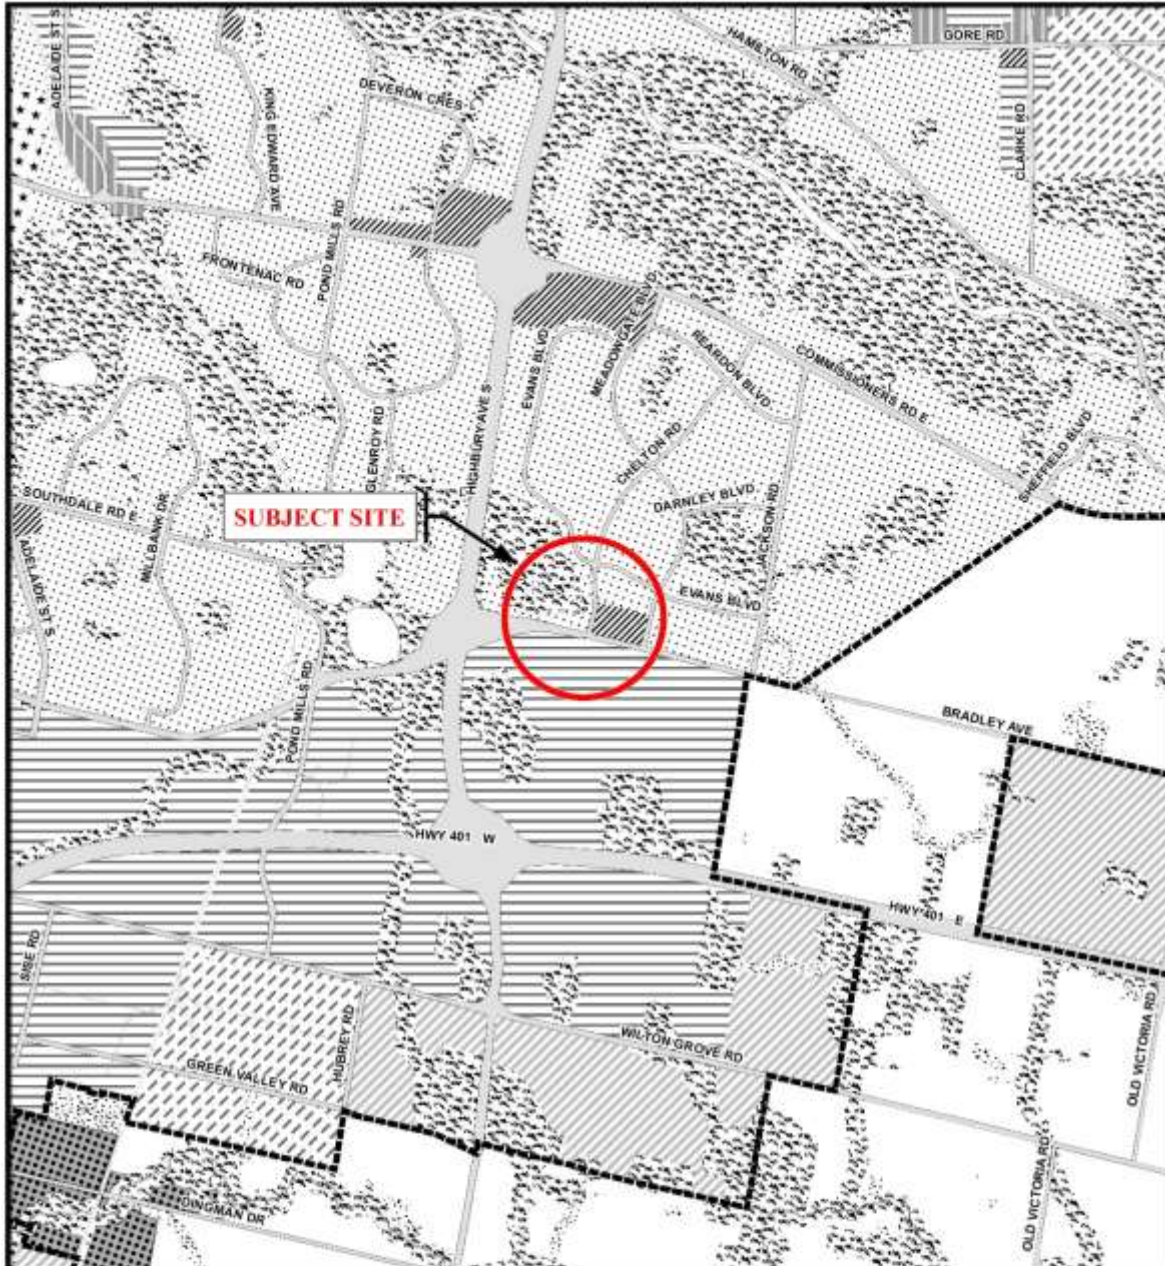 ADELAIDE ST S
HAMILTON RD
GORE RD
DEVERON CRES
KING EDWARD AVE
CLARKE RD
POND MILLS RD
FRONTENAC RD
MEADOWGATE BLVD
EVANS BLVD
REARDON BLVD
COMMISSIONERS RD E
HIGHBURY AVE S
GLENROY RD
CHELTON RD
SHEFFIELD BLVD
SOUTHDALE RD E
MILLBANK DR
DARNLEY BLVD
JACKSON RD
SUBJECT SITE
ADELAIDE ST S
EVANS BLVD
POND MILLS RD
BRADLEY AVE
HWY 401 W
HWY 401 E
SISE RD
HUBREY RD
WILTON GROVE RD
OLD VICTORIA RD
GREEN VALLEY RD
OLD VICTORIA RD
DINGMAN DR